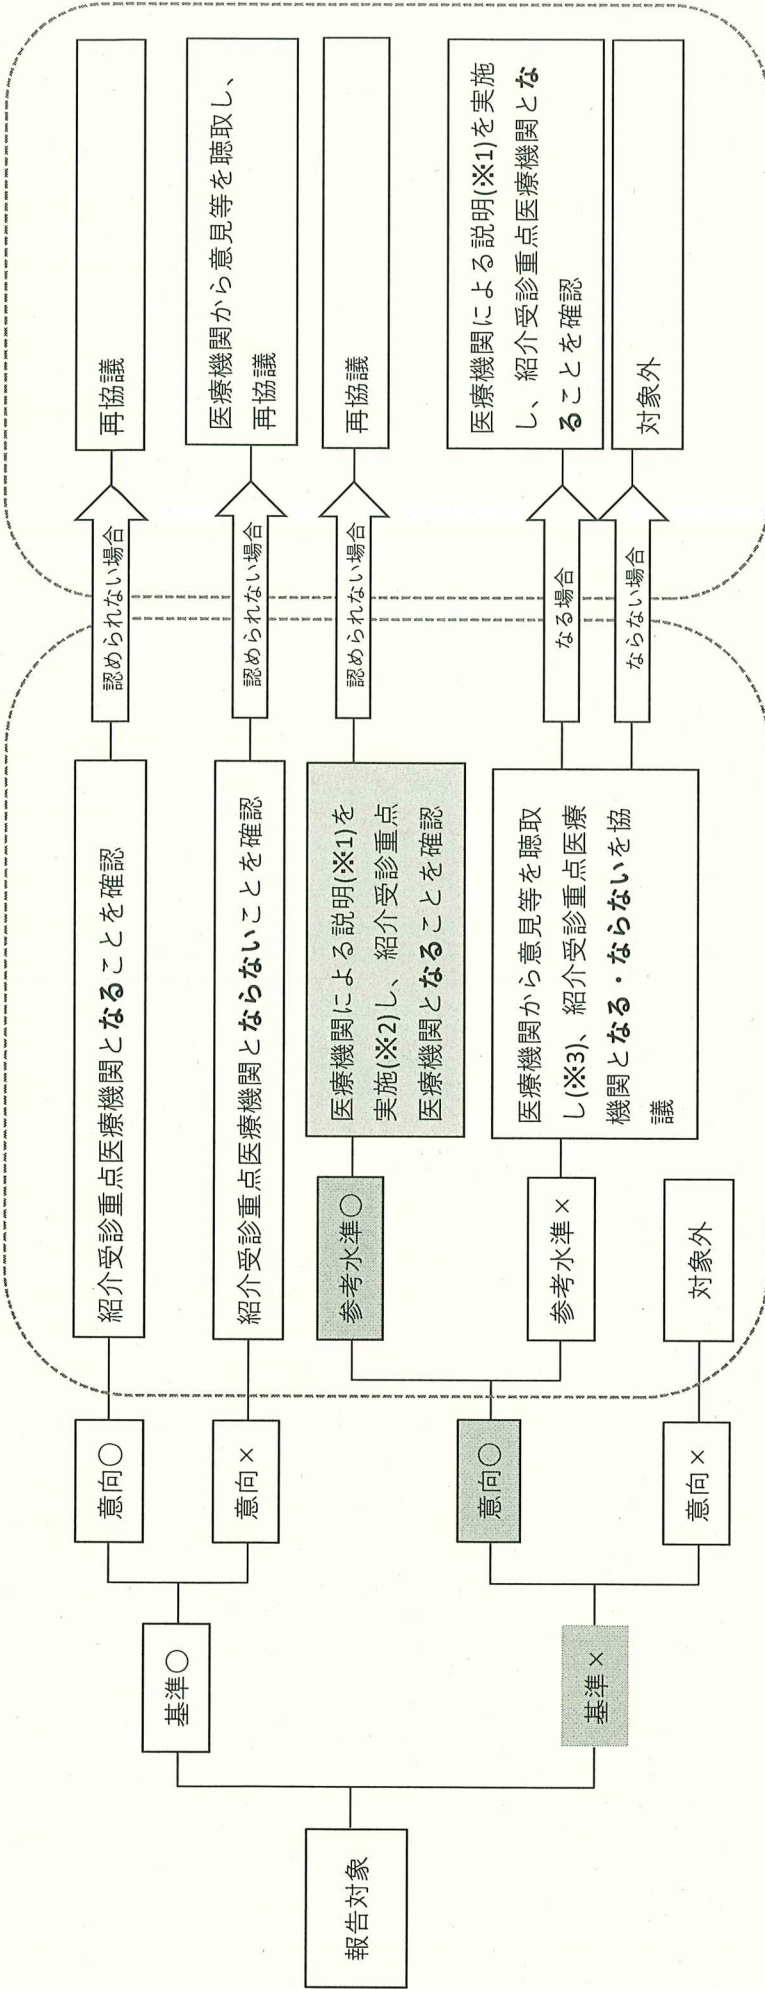 報告対象
基準○
基準×
意向○
意向×
意向○
意向×
紹介受診重点医療機関となることを確認
紹介受診重点医療機関とならないことを確認
参考水準○
医療機関による説明(※1)を
実施(※2)し、紹介受診重点
医療機関となることを確認
参考水準×
医療機関から意見等を聴取
し(※3)、紹介受診重点医療
機関となる・ならないを協
議
対象外
認められない場合
再協議
認められない場合
医療機関から意見等を聴取し、
再協議
認められない場合
再協議
なる場合
医療機関による説明(※1)を実施
し、紹介受診重点医療機関とな
ることを確認
ならない場合
対象外